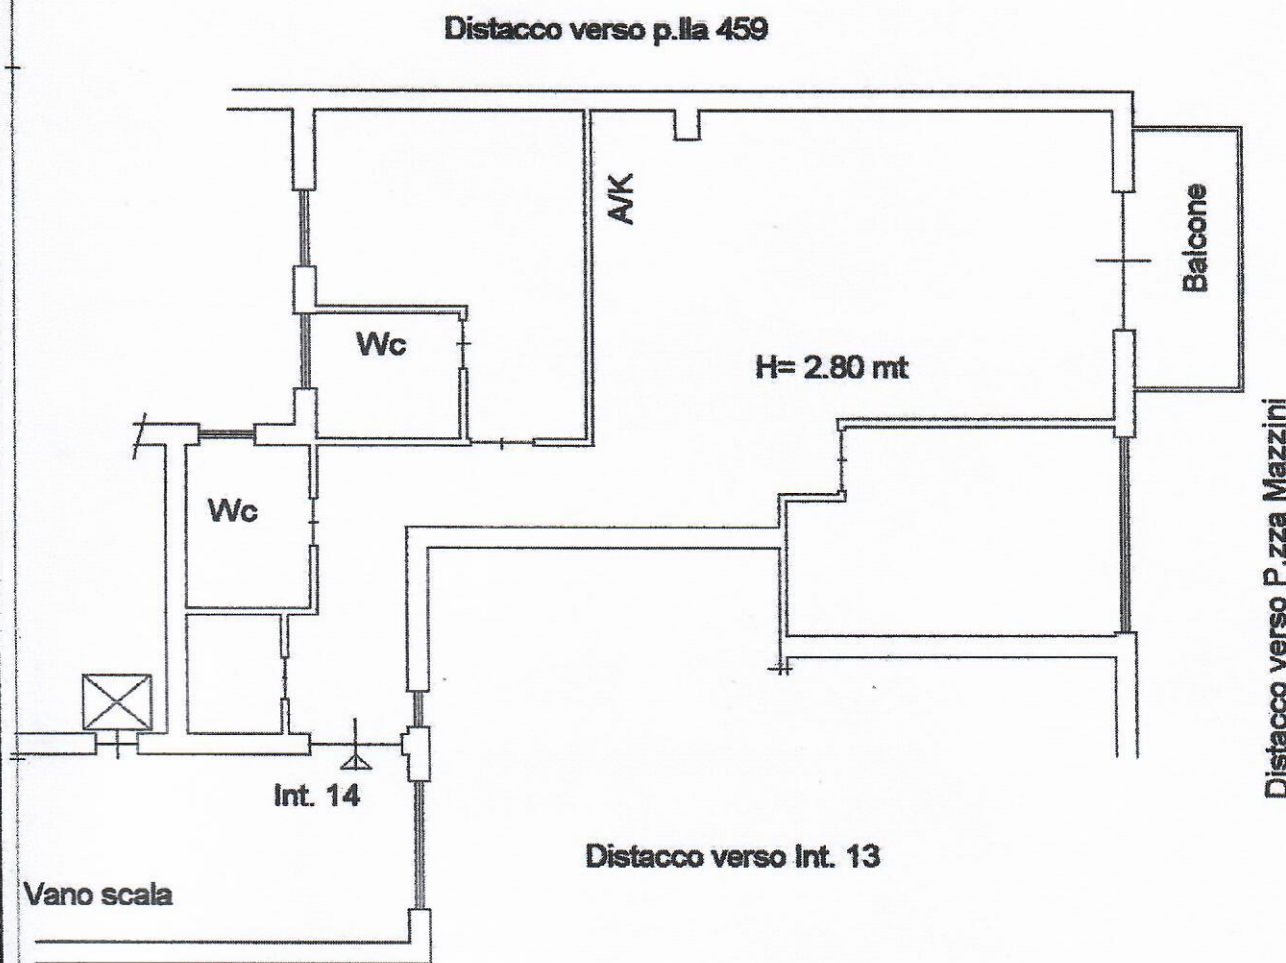 Distacco verso p.lla 459
A/K
Balcone
Wc
H= 2.80 mt
Wc
Distacco verso P.zza Mazzini
Int. 14
Distacco verso Int. 13
Vano scala